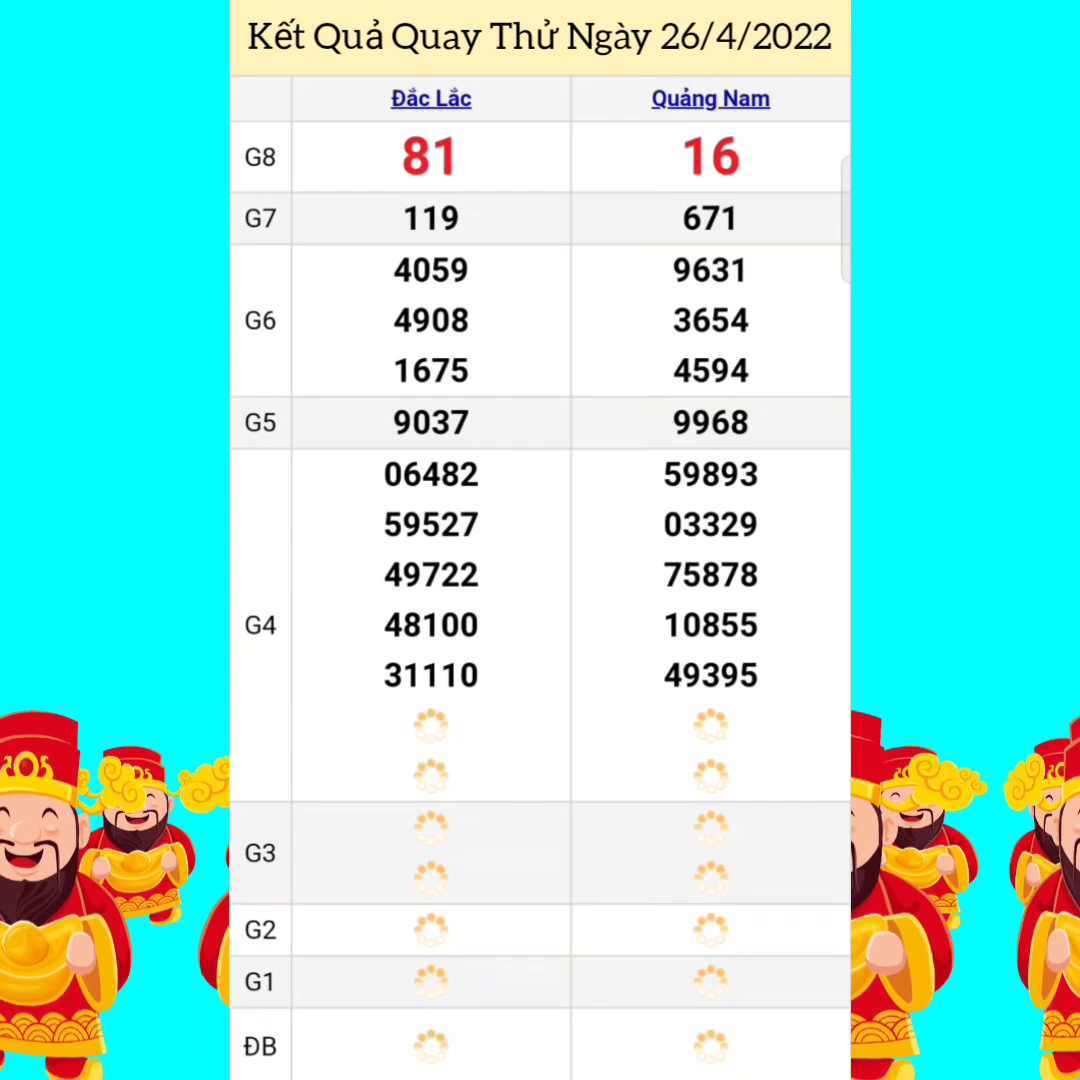 Kết Quả Quay Thử Ngày 26/4/2022
Đắc Lắc Quảng Nam
G8 81 16
G7 119 671
4059 9631
G6 4908 3654
1675 4594
G5 9037 9968
06482 59893
59527 03329
49722 75878
G4 48100 10855
31110 49395
G3
G2
G1
ĐB